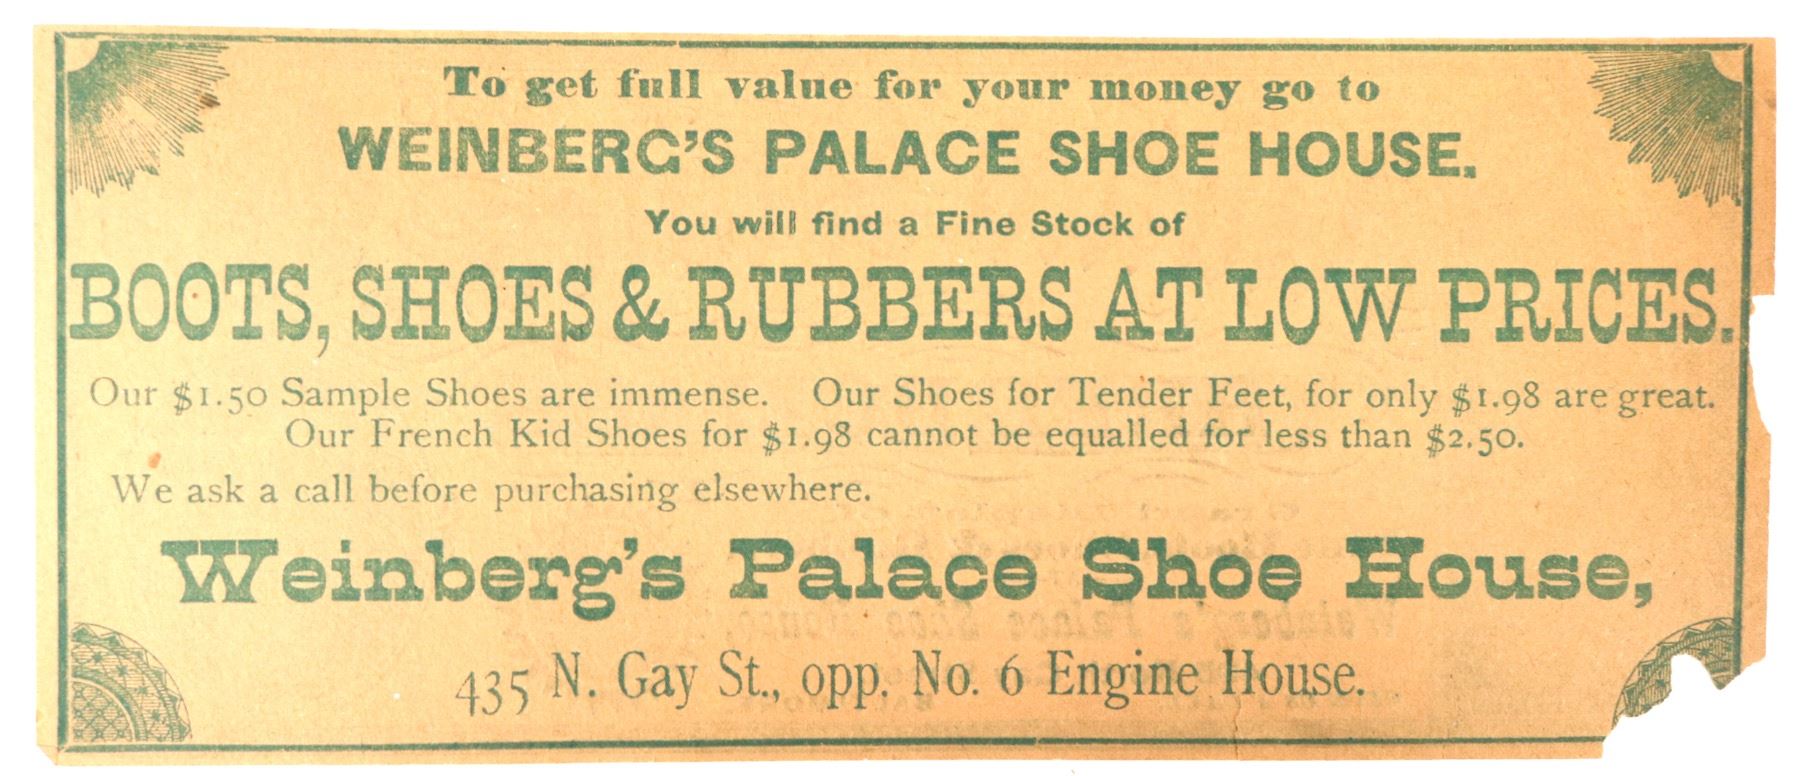 To get full value for your money go to
WEINBERG'S PALACE SHOE HOUSE.
You will find a Fine Stock of
BOOTS, SHOES & RUBBERS AT LOW PRICES.
Our $1.50 Sample Shoes are immense. Our Shoes for Tender Feet, for only $1.98 are great.
Our French Kid Shoes for $1.98 cannot be equalled for less than $2.50.
We ask a call before purchasing elsewhere.
Weinberg's Palace Shoe House,
435 N. Gay St., opp. No. 6 Engine House.